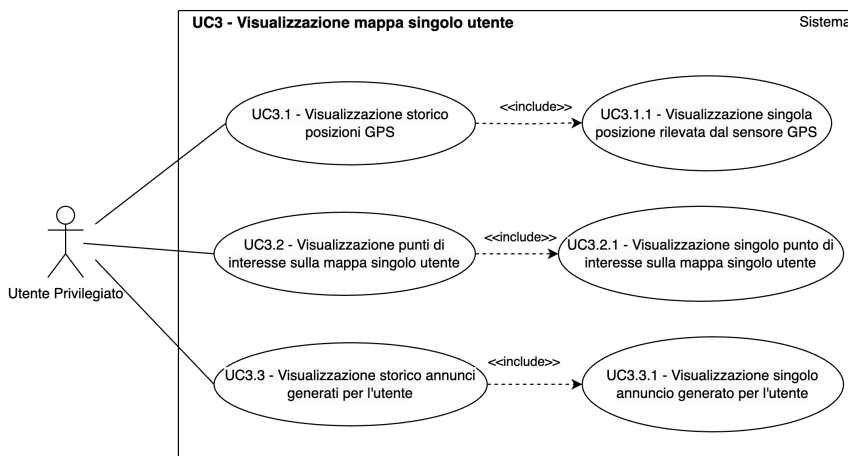 UC3 - Visualizzazione mappa singolo utente
Sistema
UC3.1 - Visualizzazione storico
posizioni GPS
<<include>>
UC3.1.1 - Visualizzazione singola
posizione rilevata dal sensore GPS
UC3.2 - Visualizzazione punti di
interesse sulla mappa singolo utente
<<include>>
UC3.2.1 - Visualizzazione singolo punto di
interesse sulla mappa singolo utente
Utente Privilegiato
UC3.3 - Visualizzazione storico annunci
generati per l'utente
<<include>>
UC3.3.1 - Visualizzazione singolo
annuncio generato per l'utente